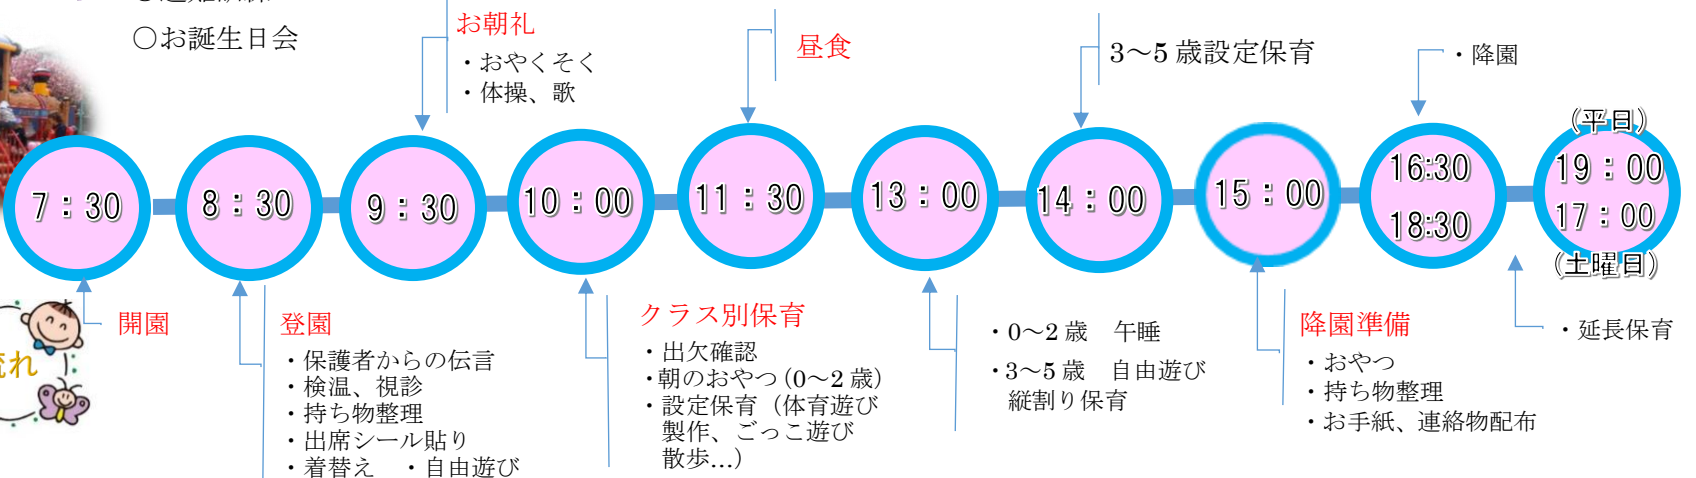 〇お誕生日会
お朝礼
・おやくそく
・体操、歌
昼食
3～5 歳設定保育
・降園
7：30
8：30
9：30
10：00
11：30
13：00
14：00
15：00
16:30
18:30
(平日)
19：00
17：00
(土曜日)
開園
登園
・保護者からの伝言
・検温、視診
・持ち物整理
・出席シール貼り
・着替え　・自由遊び
クラス別保育
・出欠確認
・朝のおやつ（0～2 歳）
・設定保育（体育遊び
製作、ごっこ遊び
散歩…）
・0～2 歳　午睡
・3～5 歳　自由遊び
縦割り保育
降園準備
・おやつ
・持ち物整理
・お手紙、連絡物配布
・延長保育
流れ